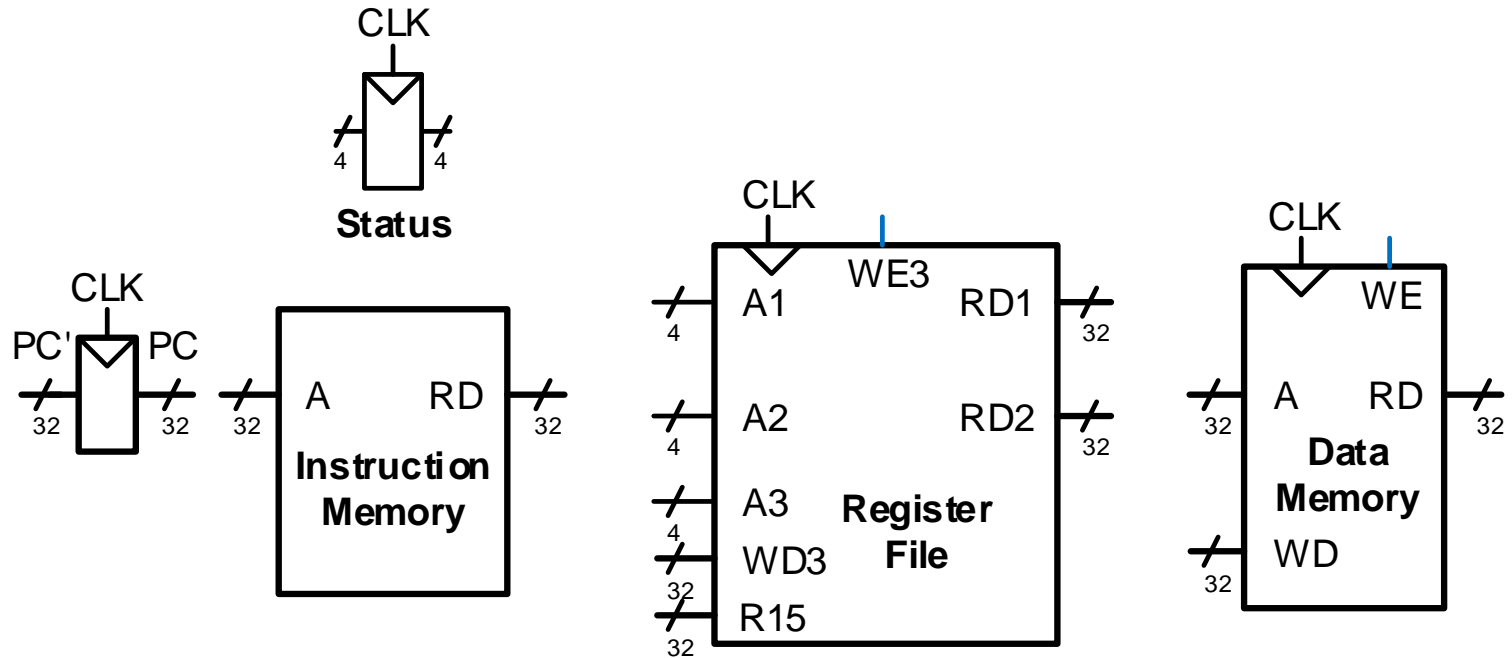 CLK
4
4
Status
CLK
PC'
PC
32
32
32
A
RD
32
Instruction
Memory
CLK
WE3
A1
4
RD1
32
A2
4
RD2
32
A3
4
Register
File
WD3
32
R15
32
CLK
WE
A
32
RD
32
Data
Memory
WD
32